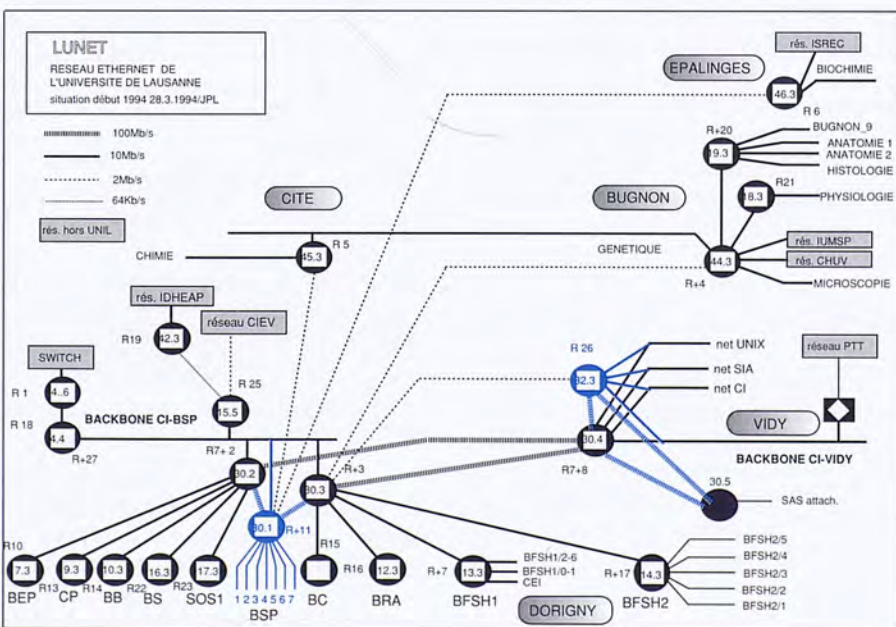 LUNET
RESEAU ETHERNET DE
L'UNIVERSITE DE LAUSANNE
situation début 1994 28.3.1994/JPL
100Mb/s
10Mb/s
2Mb/s
64Kb/s
rés. hors UNIL
CITE
EPALINGES
rés. ISREC
BIOCHIMIE
46.3
R 6
R+20
19.3
BUGNON_9
ANATOMIE 1
ANATOMIE 2
HISTOLOGIE
BUGNON
R21
18.3
PHYSIOLOGIE
GENETIQUE
44.3
R+4
rés. IUMSP
rés. CHUV
MICROSCOPIE
CHIMIE
R 5
45.3
rés. IDHEAP
R19
42.3
réseau CIEV
R 25
15.5
SWITCH
R 1
4..6
R 18
4.4
R+27
BACKBONE CI-BSP
R7+ 2
30.2
R+3
30.3
30.1
R+11
R 26
32.3
net UNIX
net SIA
net CI
réseau PTT
VIDY
30.4
R7+8
BACKBONE CI-VIDY
30.5
SAS attach.
R10
7.3
BEP
R13
9.3
CP
R14
10.3
BB
R22
16.3
BS
R23
17.3
SOS1
1 2 3 4 5 6 7
BSP
R15
BC
R16
12.3
BRA
R+7
13.3
BFSH1
BFSH1/2-6
BFSH1/0-1
CEI
DORIGNY
R+17
14.3
BFSH2
BFSH2/5
BFSH2/4
BFSH2/3
BFSH2/2
BFSH2/1